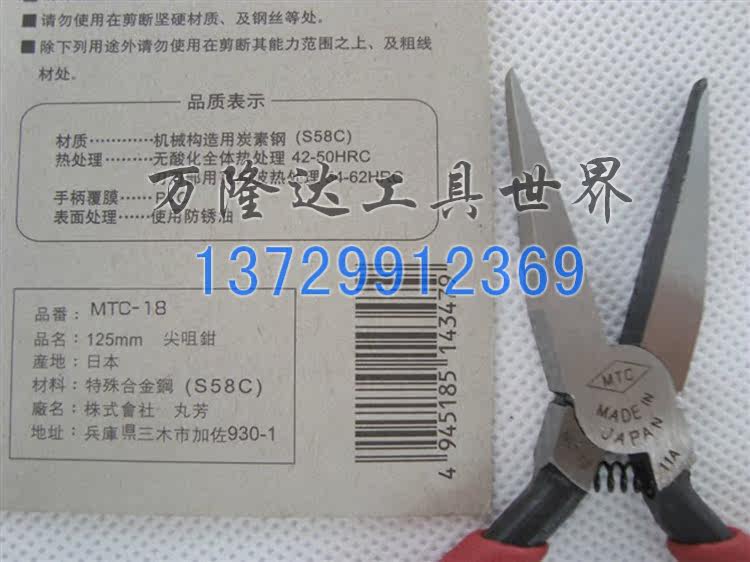 ■请勿使用在剪断坚硬材质、及钢丝等处。
■除下列用途外请勿使用在剪断其能力范围之上、及粗线
材处。
品质表示
材质············机械构造用炭素钢 (S58C)
热处理·········无酸化全体热处理 42-50HRC
手柄覆膜······P
表面处理······使用防锈油
万隆达工具世界
13729912369
品番: MTC-18
品名: 125mm 尖咀鉗
産地: 日本
材料: 特殊合金鋼 (S58C)
廠名: 株式會社 丸芳
地址: 兵庫県三木市加佐930-1
4 945185 143479
MTC
MADE IN
JAPAN
11A